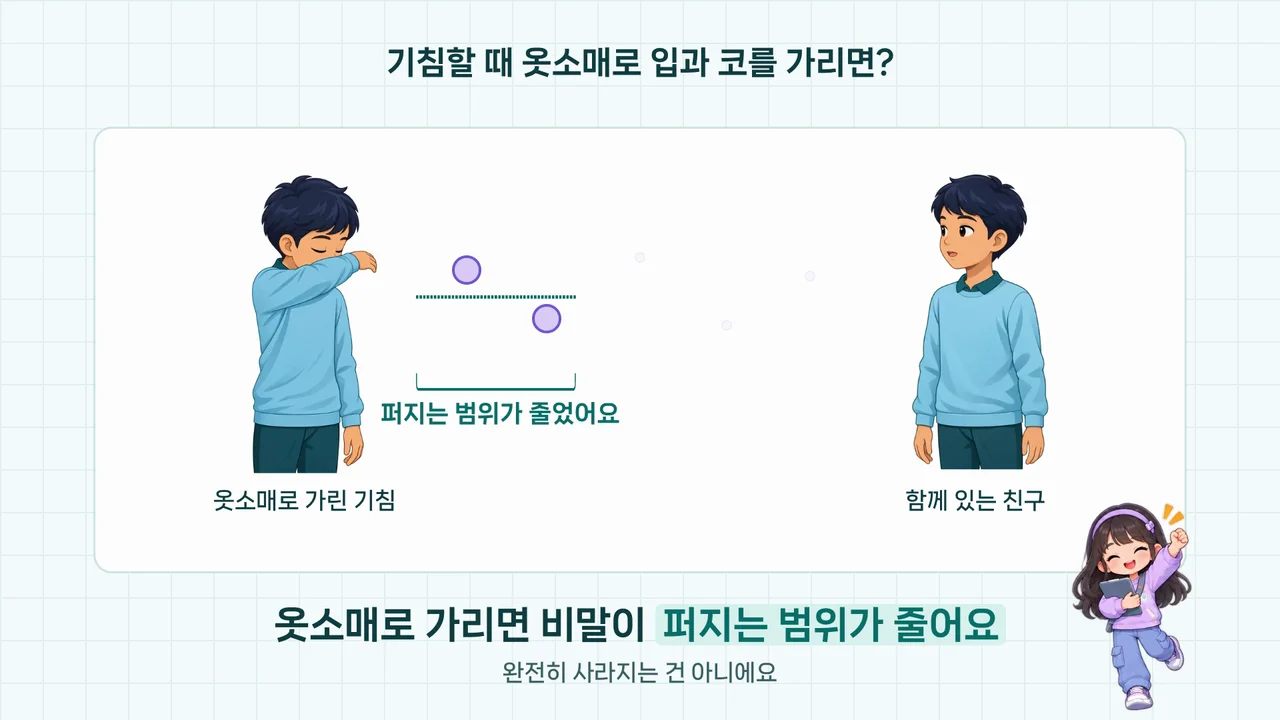 기침할 때 옷소매로 입과 코를 가리면?
퍼지는 범위가 줄었어요
옷소매로 가린 기침
함께 있는 친구
옷소매로 가리면 비말이 퍼지는 범위가 줄어요
완전히 사라지는 건 아니에요